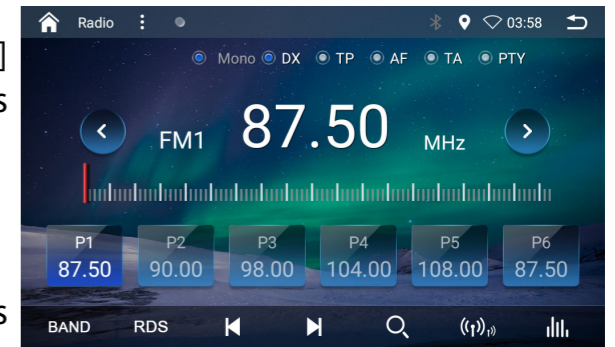 Radio 03:58
]
Mono DX TP AF TA PTY
s
FM1 87.50 MHz
P1 P2 P3 P4 P5 P6
87.50 90.00 98.00 104.00 108.00 87.50
s
BAND RDS